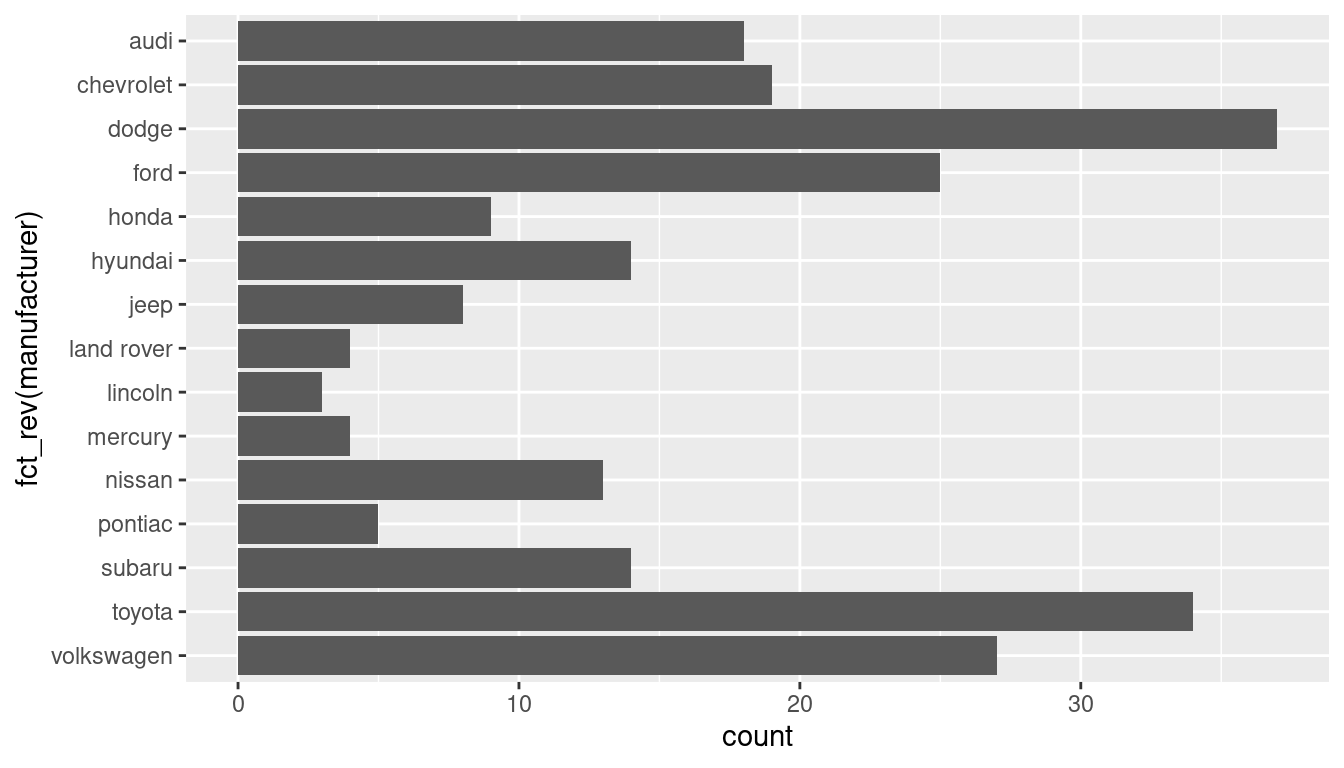 fct_rev(manufacturer)
audi
chevrolet
dodge
ford
honda
hyundai
jeep
land rover
lincoln
mercury
nissan
pontiac
subaru
toyota
volkswagen
0 10 20 30
count